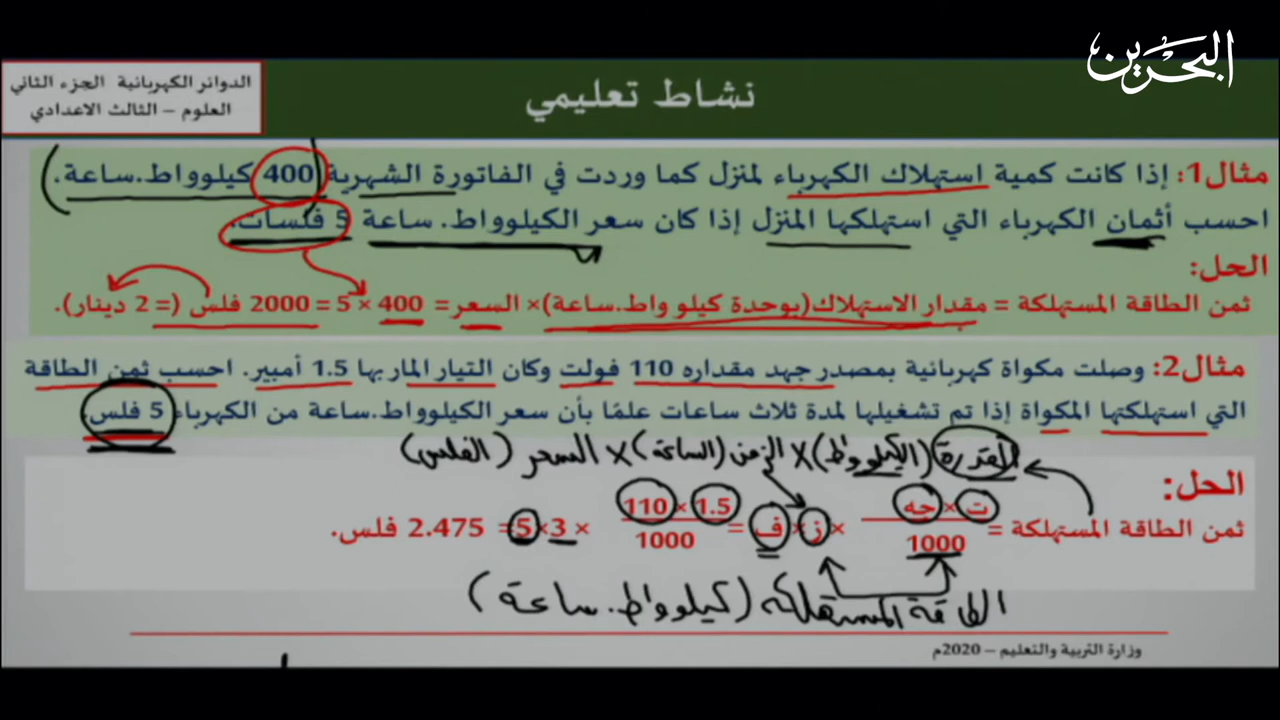 البحرين
الدوائر الكهربائية الجزء الثاني
العلوم – الثالث الاعدادي
نشاط تعليمي
مثال1: إذا كانت كمية استهلاك الكهرباء لمنزل كما وردت في الفاتورة الشهرية 400 كيلوواط.ساعة.
احسب أثمان الكهرباء التي استهلكها المنزل إذا كان سعر الكيلوواط. ساعة 5 فلسات.
الحل:
ثمن الطاقة المستهلكة = مقدار الاستهلاك(بوحدة كيلو واط.ساعة)× السعر= 400 × 5 = 2000 فلس (= 2 دينار).
مثال2: وصلت مكواة كهربائية بمصدر جهد مقداره 110 فولت وكان التيار المار بها 1.5 أمبير. احسب ثمن الطاقة
التي استهلكتها المكواة إذا تم تشغيلها لمدة ثلاث ساعات علمًا بأن سعر الكيلوواط.ساعة من الكهرباء 5 فلس.
القدرة (الكيلوواط) × الزمن (الساعة) × السعر (الفلس)
الحل:
ثمن الطاقة المستهلكة = ت × جه / 1000 × ز × ف = 1.5 × 110 / 1000 × 3 × 5 = 2.475 فلس.
الطاقة المستهلكة (كيلوواط. ساعة)
وزارة التربية والتعليم – 2020م